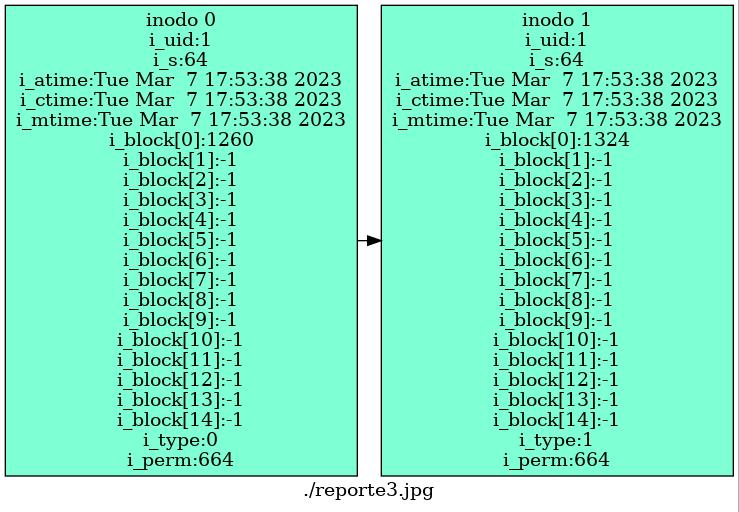 inodo 0
i_uid:1
i_s:64
i_atime:Tue Mar  7 17:53:38 2023
i_ctime:Tue Mar  7 17:53:38 2023
i_mtime:Tue Mar  7 17:53:38 2023
i_block[0]:1260
i_block[1]:-1
i_block[2]:-1
i_block[3]:-1
i_block[4]:-1
i_block[5]:-1
i_block[6]:-1
i_block[7]:-1
i_block[8]:-1
i_block[9]:-1
i_block[10]:-1
i_block[11]:-1
i_block[12]:-1
i_block[13]:-1
i_block[14]:-1
i_type:0
i_perm:664
inodo 1
i_uid:1
i_s:64
i_atime:Tue Mar  7 17:53:38 2023
i_ctime:Tue Mar  7 17:53:38 2023
i_mtime:Tue Mar  7 17:53:38 2023
i_block[0]:1324
i_block[1]:-1
i_block[2]:-1
i_block[3]:-1
i_block[4]:-1
i_block[5]:-1
i_block[6]:-1
i_block[7]:-1
i_block[8]:-1
i_block[9]:-1
i_block[10]:-1
i_block[11]:-1
i_block[12]:-1
i_block[13]:-1
i_block[14]:-1
i_type:1
i_perm:664
./reporte3.jpg